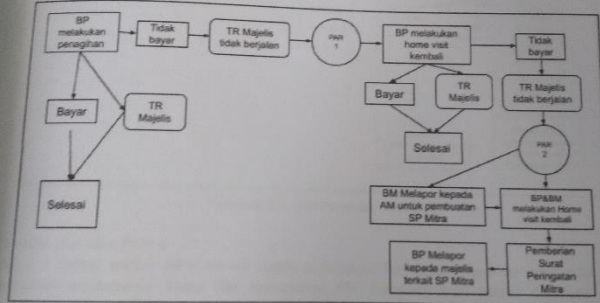 BP
melakukan
penagihan
Tidak
bayar
TR Majelis
tidak berjalan
PAR
1
BP melakukan
home visit
kembali
Tidak
bayar
Bayar
TR
Majelis
Selesai
Bayar
TR
Majelis
Selesai
TR Majelis
tidak berjalan
PAR
2
BM Melapor kepada
AM untuk pembuatan
SP Mitra
BP&BM
melakukan Home
visit kembali
BP Melapor
kepada majelis
terkait SP Mitra
Pemberian
Surat
Peringatan
Mitra